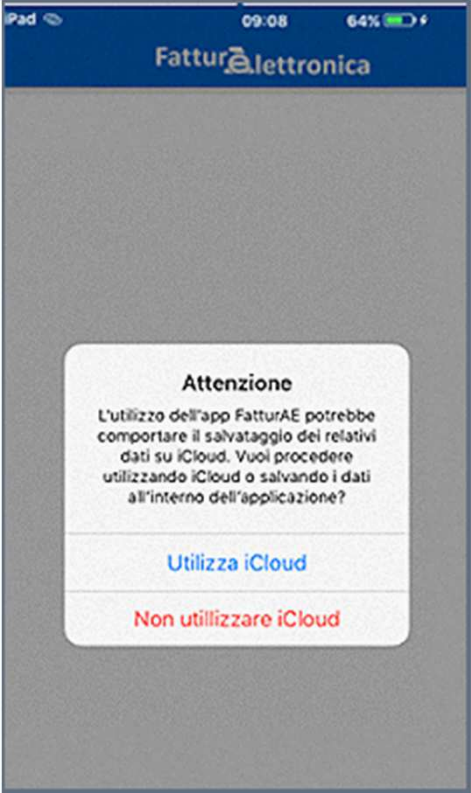 iPad 09:08 64%
FatturaElettronica
Attenzione
L'utilizzo dell'app FatturAE potrebbe
comportare il salvataggio dei relativi
dati su iCloud. Vuoi procedere
utilizzando iCloud o salvando i dati
all'interno dell'applicazione?
Utilizza iCloud
Non utillizzare iCloud